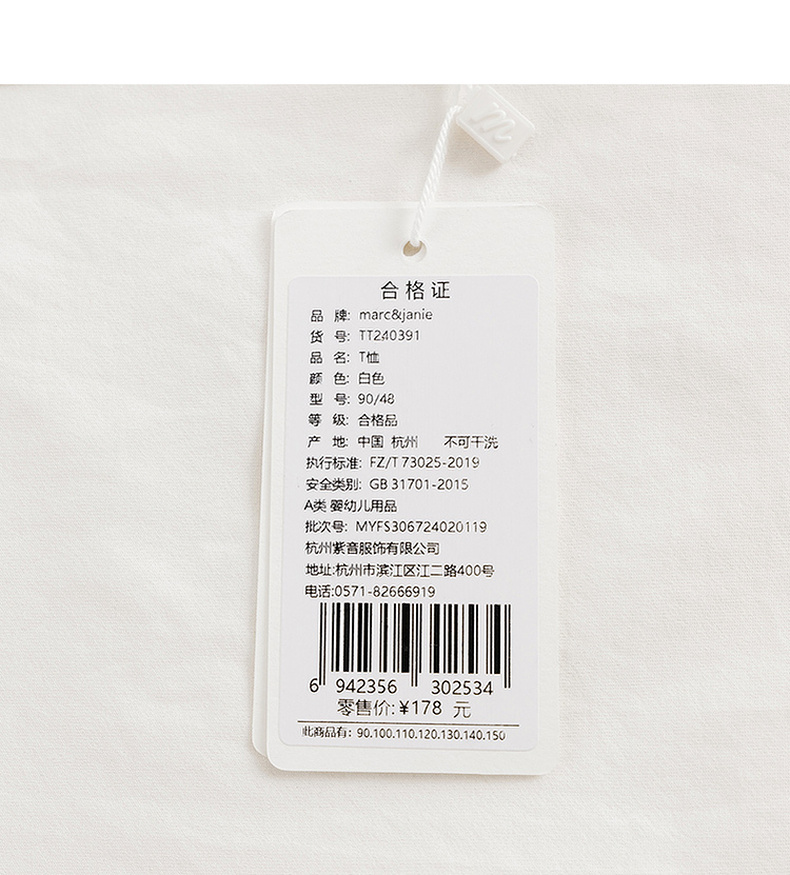 m
合格证
品 牌: marc&janie
货 号: TT240391
品 名: T恤
颜 色: 白色
型 号: 90/48
等 级: 合格品
产 地: 中国 杭州 不可干洗
执行标准: FZ/T 73025-2019
安全类别: GB 31701-2015
A类 婴幼儿用品
批次号: MYFS306724020119
杭州紫音服饰有限公司
地址:杭州市滨江区江二路400号
电话:0571-82666919
6 942356 302534
零售价:¥178 元
此商品有: 90.100.110.120.130.140.150